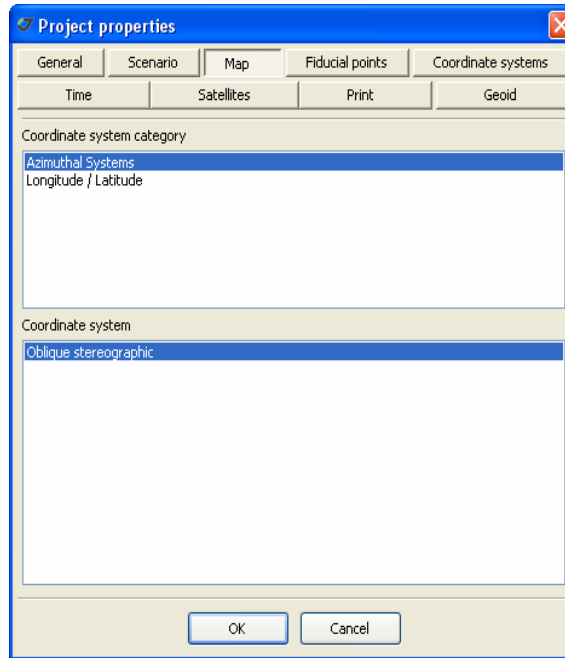 Project properties
General Scenario Map Fiducial points Coordinate systems
Time Satellites Print Geoid
Coordinate system category
Azimuthal Systems
Longitude / Latitude
Coordinate system
Oblique stereographic
OK Cancel